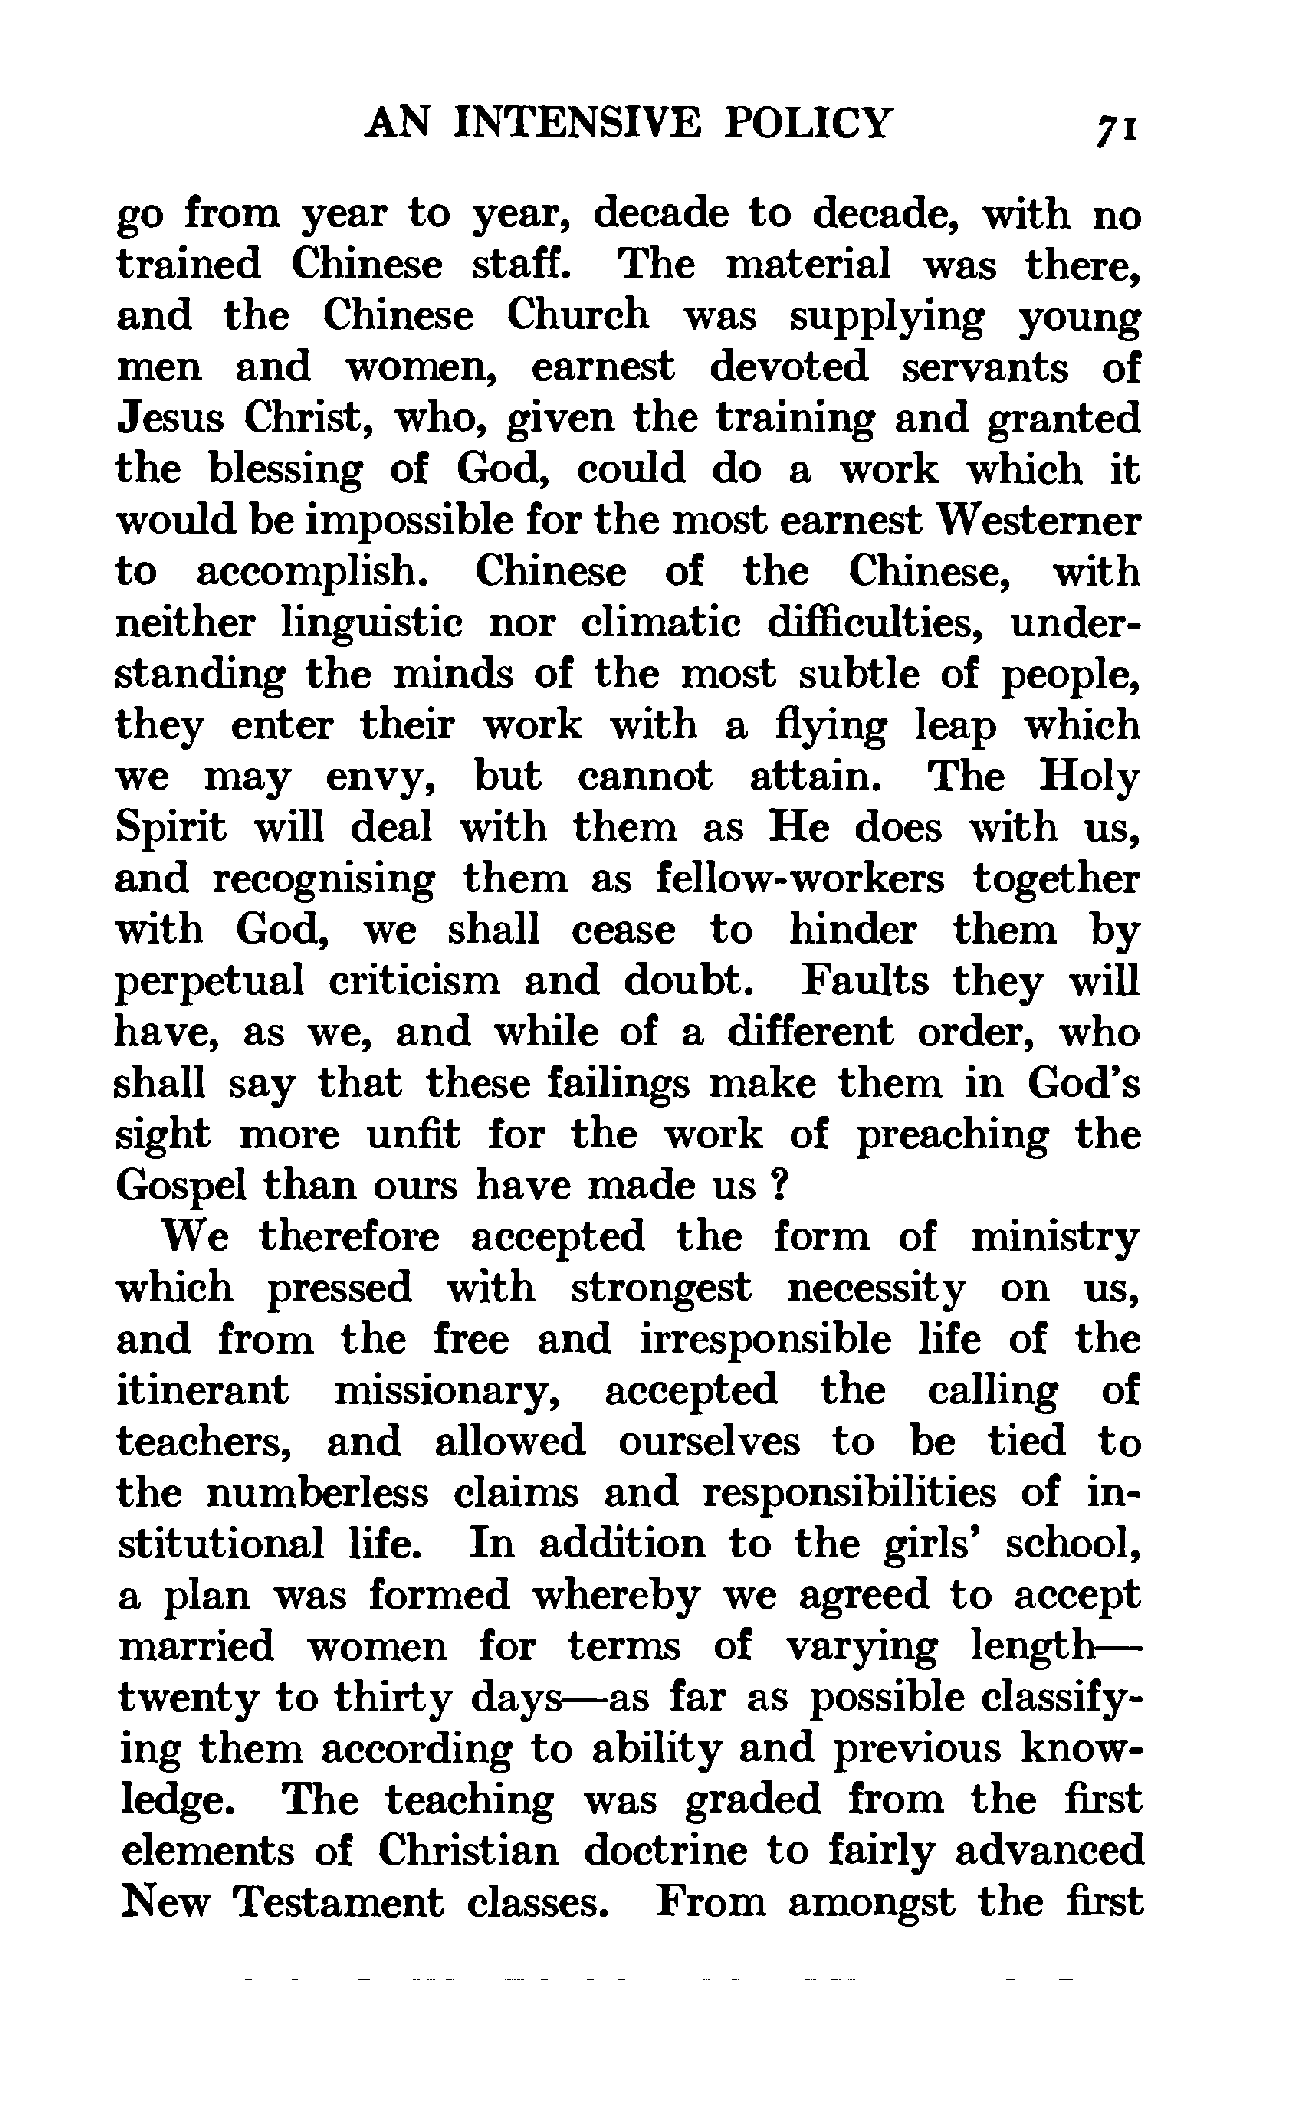 AN INTENSIVE POLICY 71
go from year to year, decade to decade, with no
trained Chinese staff. The material was there,
and the Chinese Church was supplying young
men and women, earnest devoted servants of
Jesus Christ, who, given the training and granted
the blessing of God, could do a work which it
would be impossible for the most earnest Westerner
to accomplish. Chinese of the Chinese, with
neither linguistic nor climatic difficulties, under-
standing the minds of the most subtle of people,
they enter their work with a flying leap which
we may envy, but cannot attain. The Holy
Spirit will deal with them as He does with us,
and recognising them as fellow-workers together
with God, we shall cease to hinder them by
perpetual criticism and doubt. Faults they will
have, as we, and while of a different order, who
shall say that these failings make them in God's
sight more unfit for the work of preaching the
Gospel than ours have made us ?
We therefore accepted the form of ministry
which pressed with strongest necessity on us,
and from the free and irresponsible life of the
itinerant missionary, accepted the calling of
teachers, and allowed ourselves to be tied to
the numberless claims and responsibilities of in-
stitutional life. In addition to the girls' school,
a plan was formed whereby we agreed to accept
married women for terms of varying length—
twenty to thirty days—as far as possible classify-
ing them according to ability and previous know-
ledge. The teaching was graded from the first
elements of Christian doctrine to fairly advanced
New Testament classes. From amongst the first